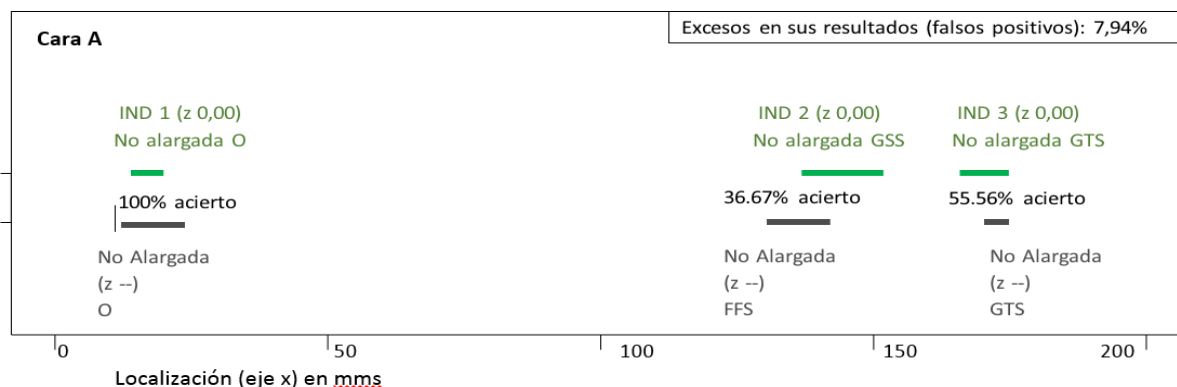 Cara A
Excesos en sus resultados (falsos positivos): 7,94%
IND 1 (z 0,00)
No alargada O
IND 2 (z 0,00)
No alargada GSS
IND 3 (z 0,00)
No alargada GTS
100% acierto
36.67% acierto
55.56% acierto
No Alargada
(z --)
O
No Alargada
(z --)
FFS
No Alargada
(z --)
GTS
0
50
100
150
200
Localización (eje x) en mms